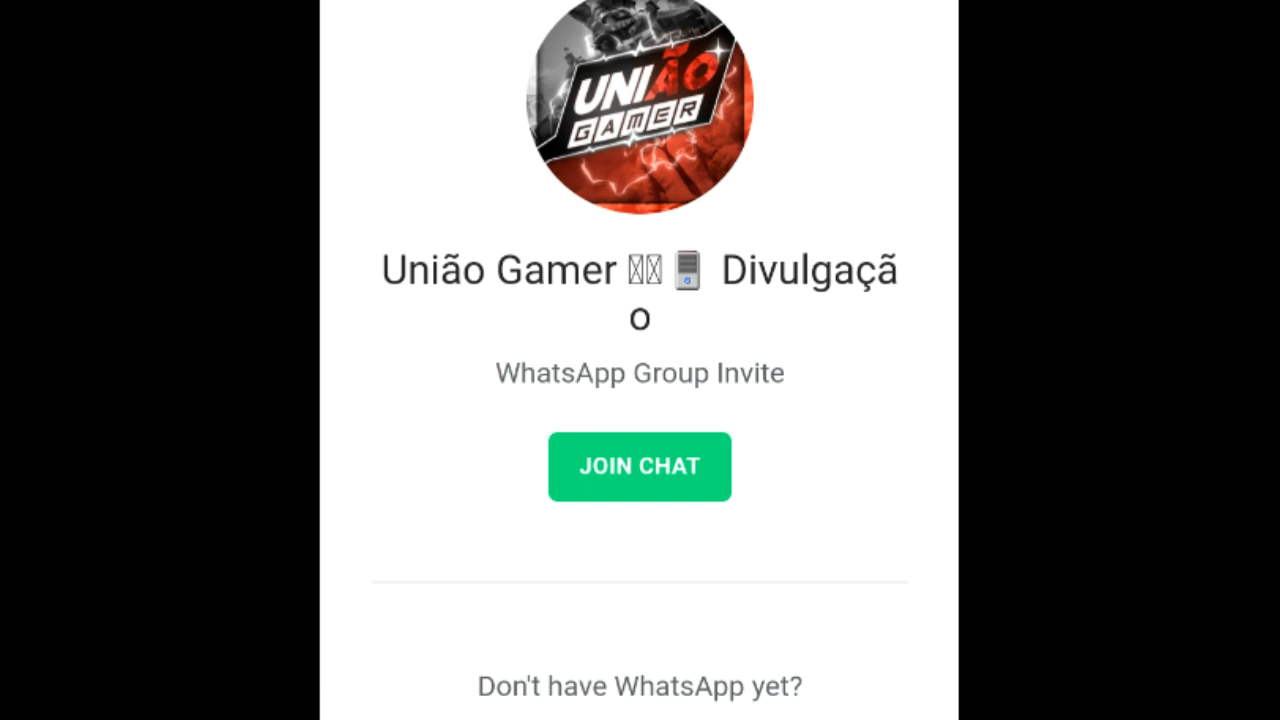 UNIÃO
GAMER
União Gamer 🖥 Divulgaçã
o
WhatsApp Group Invite
JOIN CHAT
Don't have WhatsApp yet?